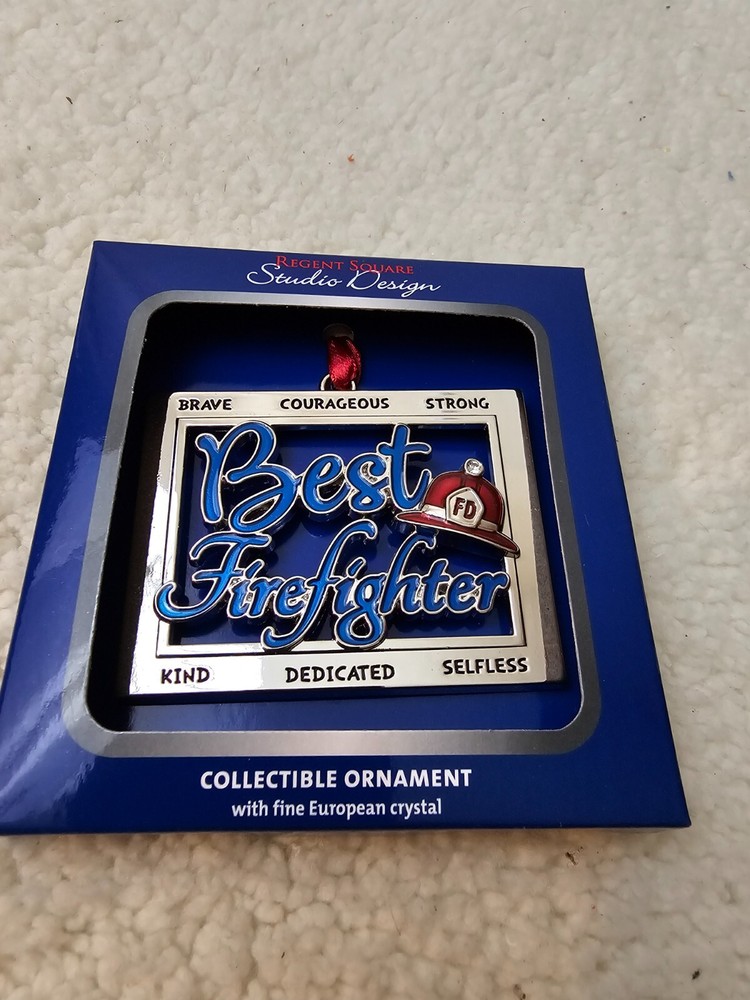 REGENT SQUARE
Studio Design
BRAVE COURAGEOUS STRONG
Best
FD
Firefighter
KIND DEDICATED SELFLESS
COLLECTIBLE ORNAMENT
with fine European crystal